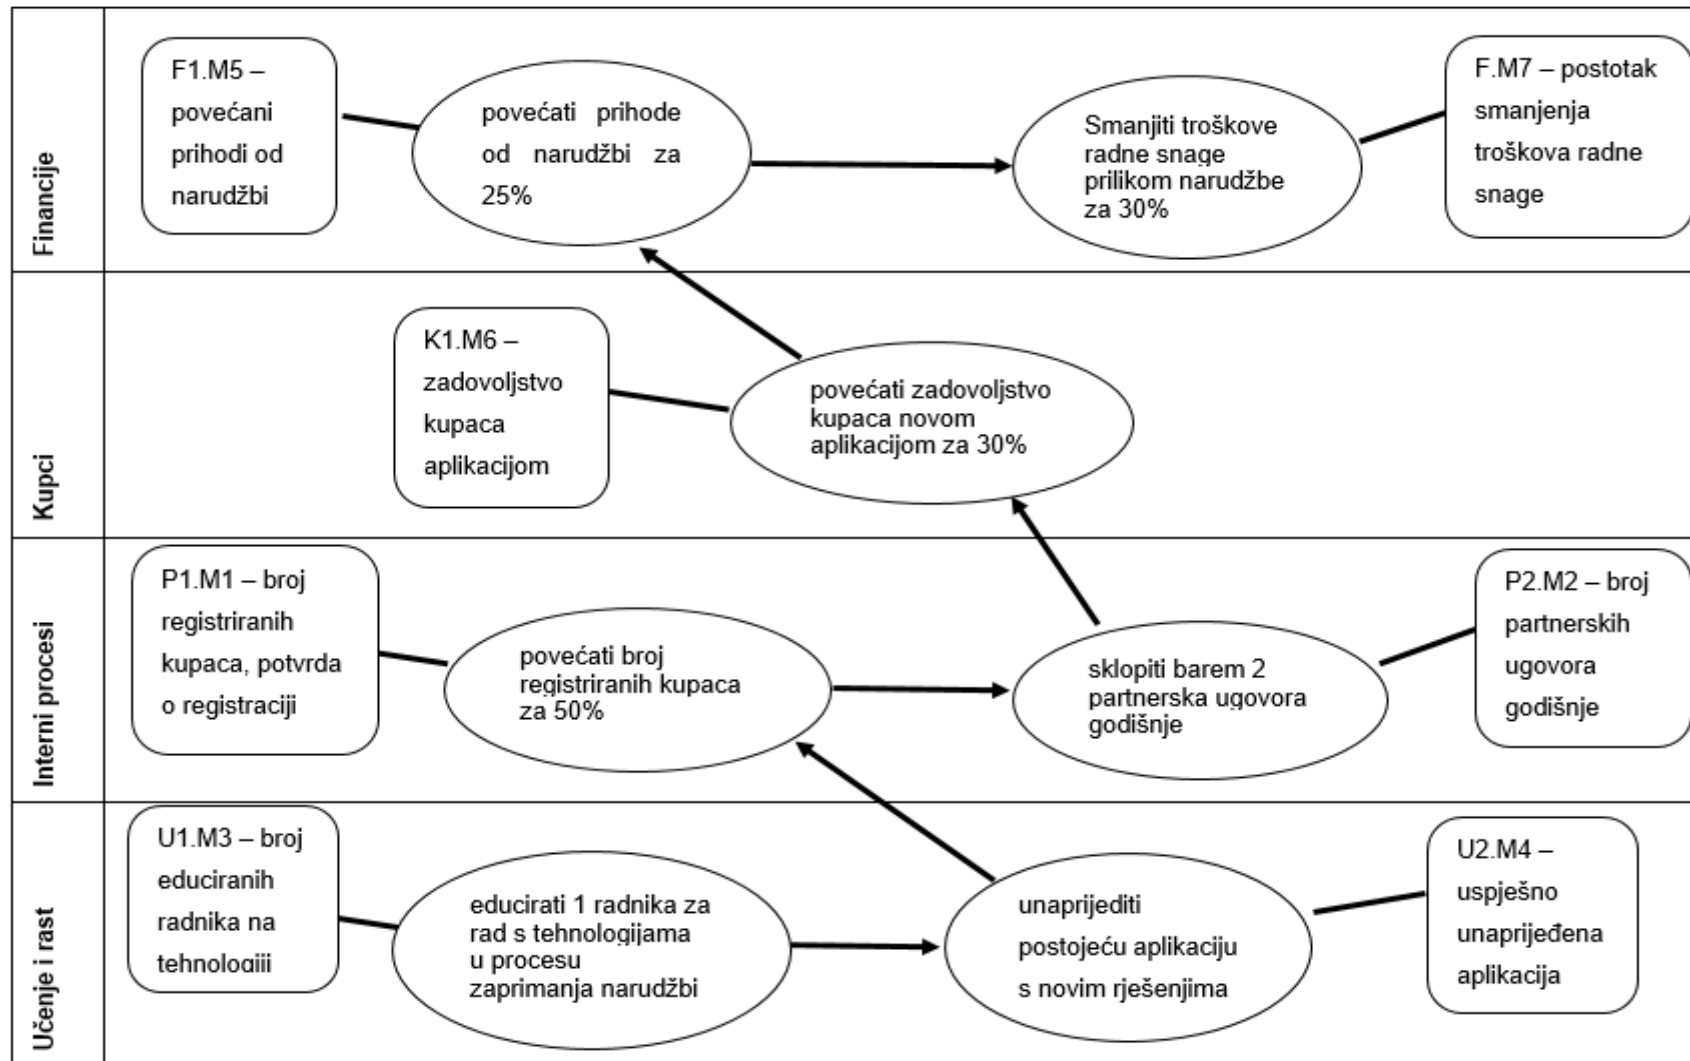 Financije
F1.M5 –
povećani
prihodi od
narudžbi
povećati prihode
od narudžbi za
25%
Smanjiti troškove
radne snage
prilikom narudžbe
za 30%
F.M7 – postotak
smanjenja
troškova radne
snage
Kupci
K1.M6 –
zadovoljstvo
kupaca
aplikacijom
povećati zadovoljstvo
kupaca novom
aplikacijom za 30%
Interni procesi
P1.M1 – broj
registriranih
kupaca, potvrda
o registraciji
povećati broj
registriranih kupaca
za 50%
sklopiti barem 2
partnerska ugovora
godišnje
P2.M2 – broj
partnerskih
ugovora
godišnje
Učenje i rast
U1.M3 – broj
educiranih
radnika na
tehnologiji
educirati 1 radnika za
rad s tehnologijama
u procesu
zaprimanja narudžbi
unaprijediti
postojeću aplikaciju
s novim rješenjima
U2.M4 –
uspješno
unaprijeđena
aplikacija